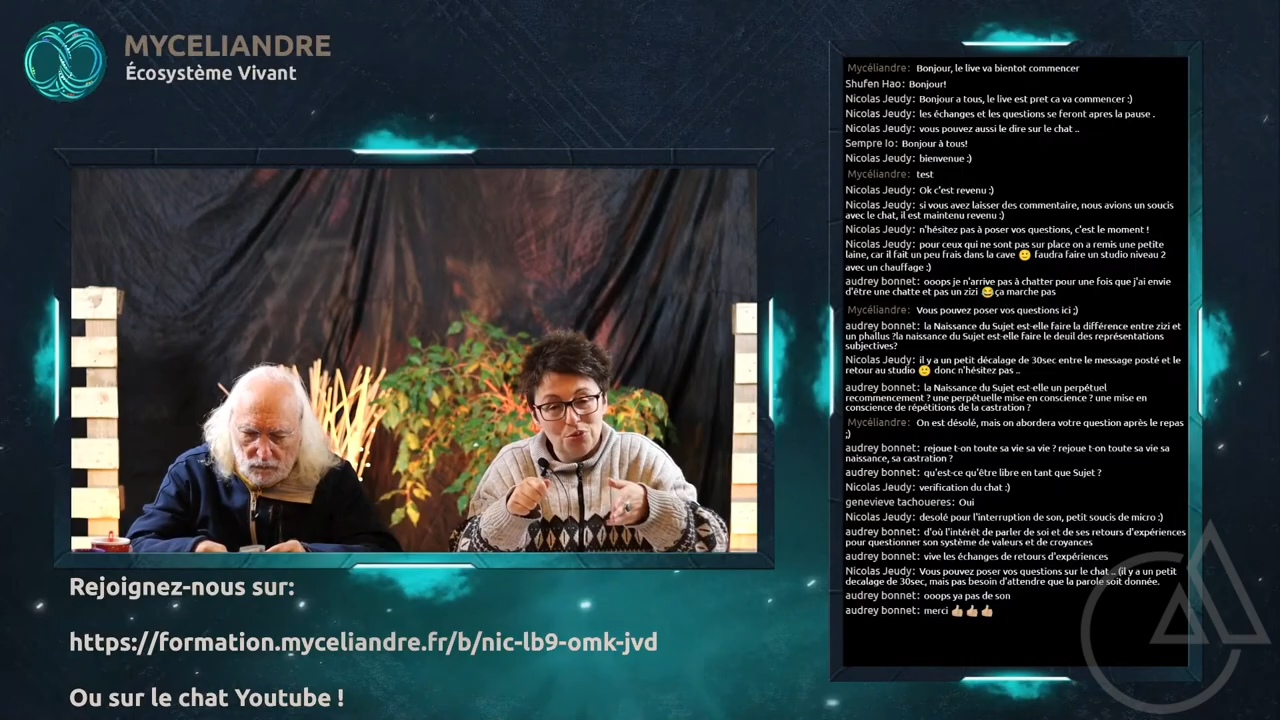 MYCELIANDRE
Écosystème Vivant
Mycéliandre: Bonjour, le live va bientot commencer
Shufen Hao: Bonjour!
Nicolas Jeudy: Bonjour a tous, le live est pret ca va commencer :)
Nicolas Jeudy: les échanges et les questions se feront apres la pause .
Nicolas Jeudy: vous pouvez aussi le dire sur le chat ..
Sempre Io: Bonjour à tous!
Nicolas Jeudy: bienvenue :)
Mycéliandre: test
Nicolas Jeudy: Ok c'est revenu :)
Nicolas Jeudy: si vous avez laisser des commentaire, nous avions un soucis
avec le chat, il est maintenu revenu :)
Nicolas Jeudy: n'hésitez pas à poser vos questions, c'est le moment !
Nicolas Jeudy: pour ceux qui ne sont pas sur place on a remis une petite
laine, car il fait un peu frais dans la cave 🙂 faudra faire un studio niveau 2
avec un chauffage :)
audrey bonnet: ooops je n'arrive pas à chatter pour une fois que j'ai envie
d'être une chatte et pas un zizi 😂ça marche pas
Mycéliandre: Vous pouvez poser vos questions ici ;)
audrey bonnet: la Naissance du Sujet est-elle faire la différence entre zizi et
un phallus ?la naissance du Sujet est-elle faire le deuil des représentations
subjectives?
Nicolas Jeudy: il y a un petit décalage de 30sec entre le message posté et le
retour au studio 🙂 donc n'hésitez pas ..
audrey bonnet: la Naissance du Sujet est-elle un perpétuel
recommencement ? une perpétuelle mise en conscience ? une mise en
conscience de répétitions de la castration ?
Mycéliandre: On est désolé, mais on abordera votre question après le repas
;)
audrey bonnet: rejoue t-on toute sa vie sa vie ? rejoue t-on toute sa vie sa
naissance, sa castration ?
audrey bonnet: qu'est-ce qu'être libre en tant que Sujet ?
Nicolas Jeudy: verification du chat :)
genevieve tachoueres: Oui
Nicolas Jeudy: desolé pour l'interruption de son, petit soucis de micro :)
audrey bonnet: d'où l'intérêt de parler de soi et de ses retours d'expériences
pour questionner son système de valeurs et de croyances
audrey bonnet: vive les échanges de retours d'expériences
Nicolas Jeudy: Vous pouvez poser vos questions sur le chat .. (il y a un petit
decalage de 30sec, mais pas besoin d'attendre que la parole soit donnée.
audrey bonnet: ooops ya pas de son
audrey bonnet: merci 👍🏼👍🏼👍🏼
Rejoignez-nous sur:
https://formation.myceliandre.fr/b/nic-lb9-omk-jvd
Ou sur le chat Youtube !